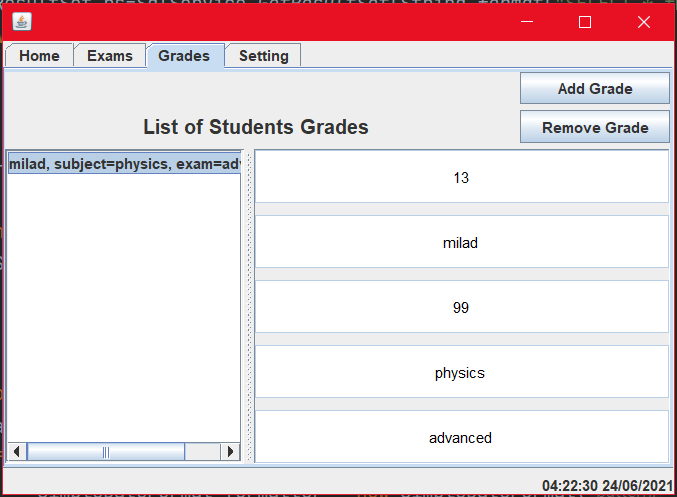 Home Exams Grades Setting
Add Grade
List of Students Grades
Remove Grade
milad, subject=physics, exam=adv
13
milad
99
physics
advanced
04:22:30 24/06/2021